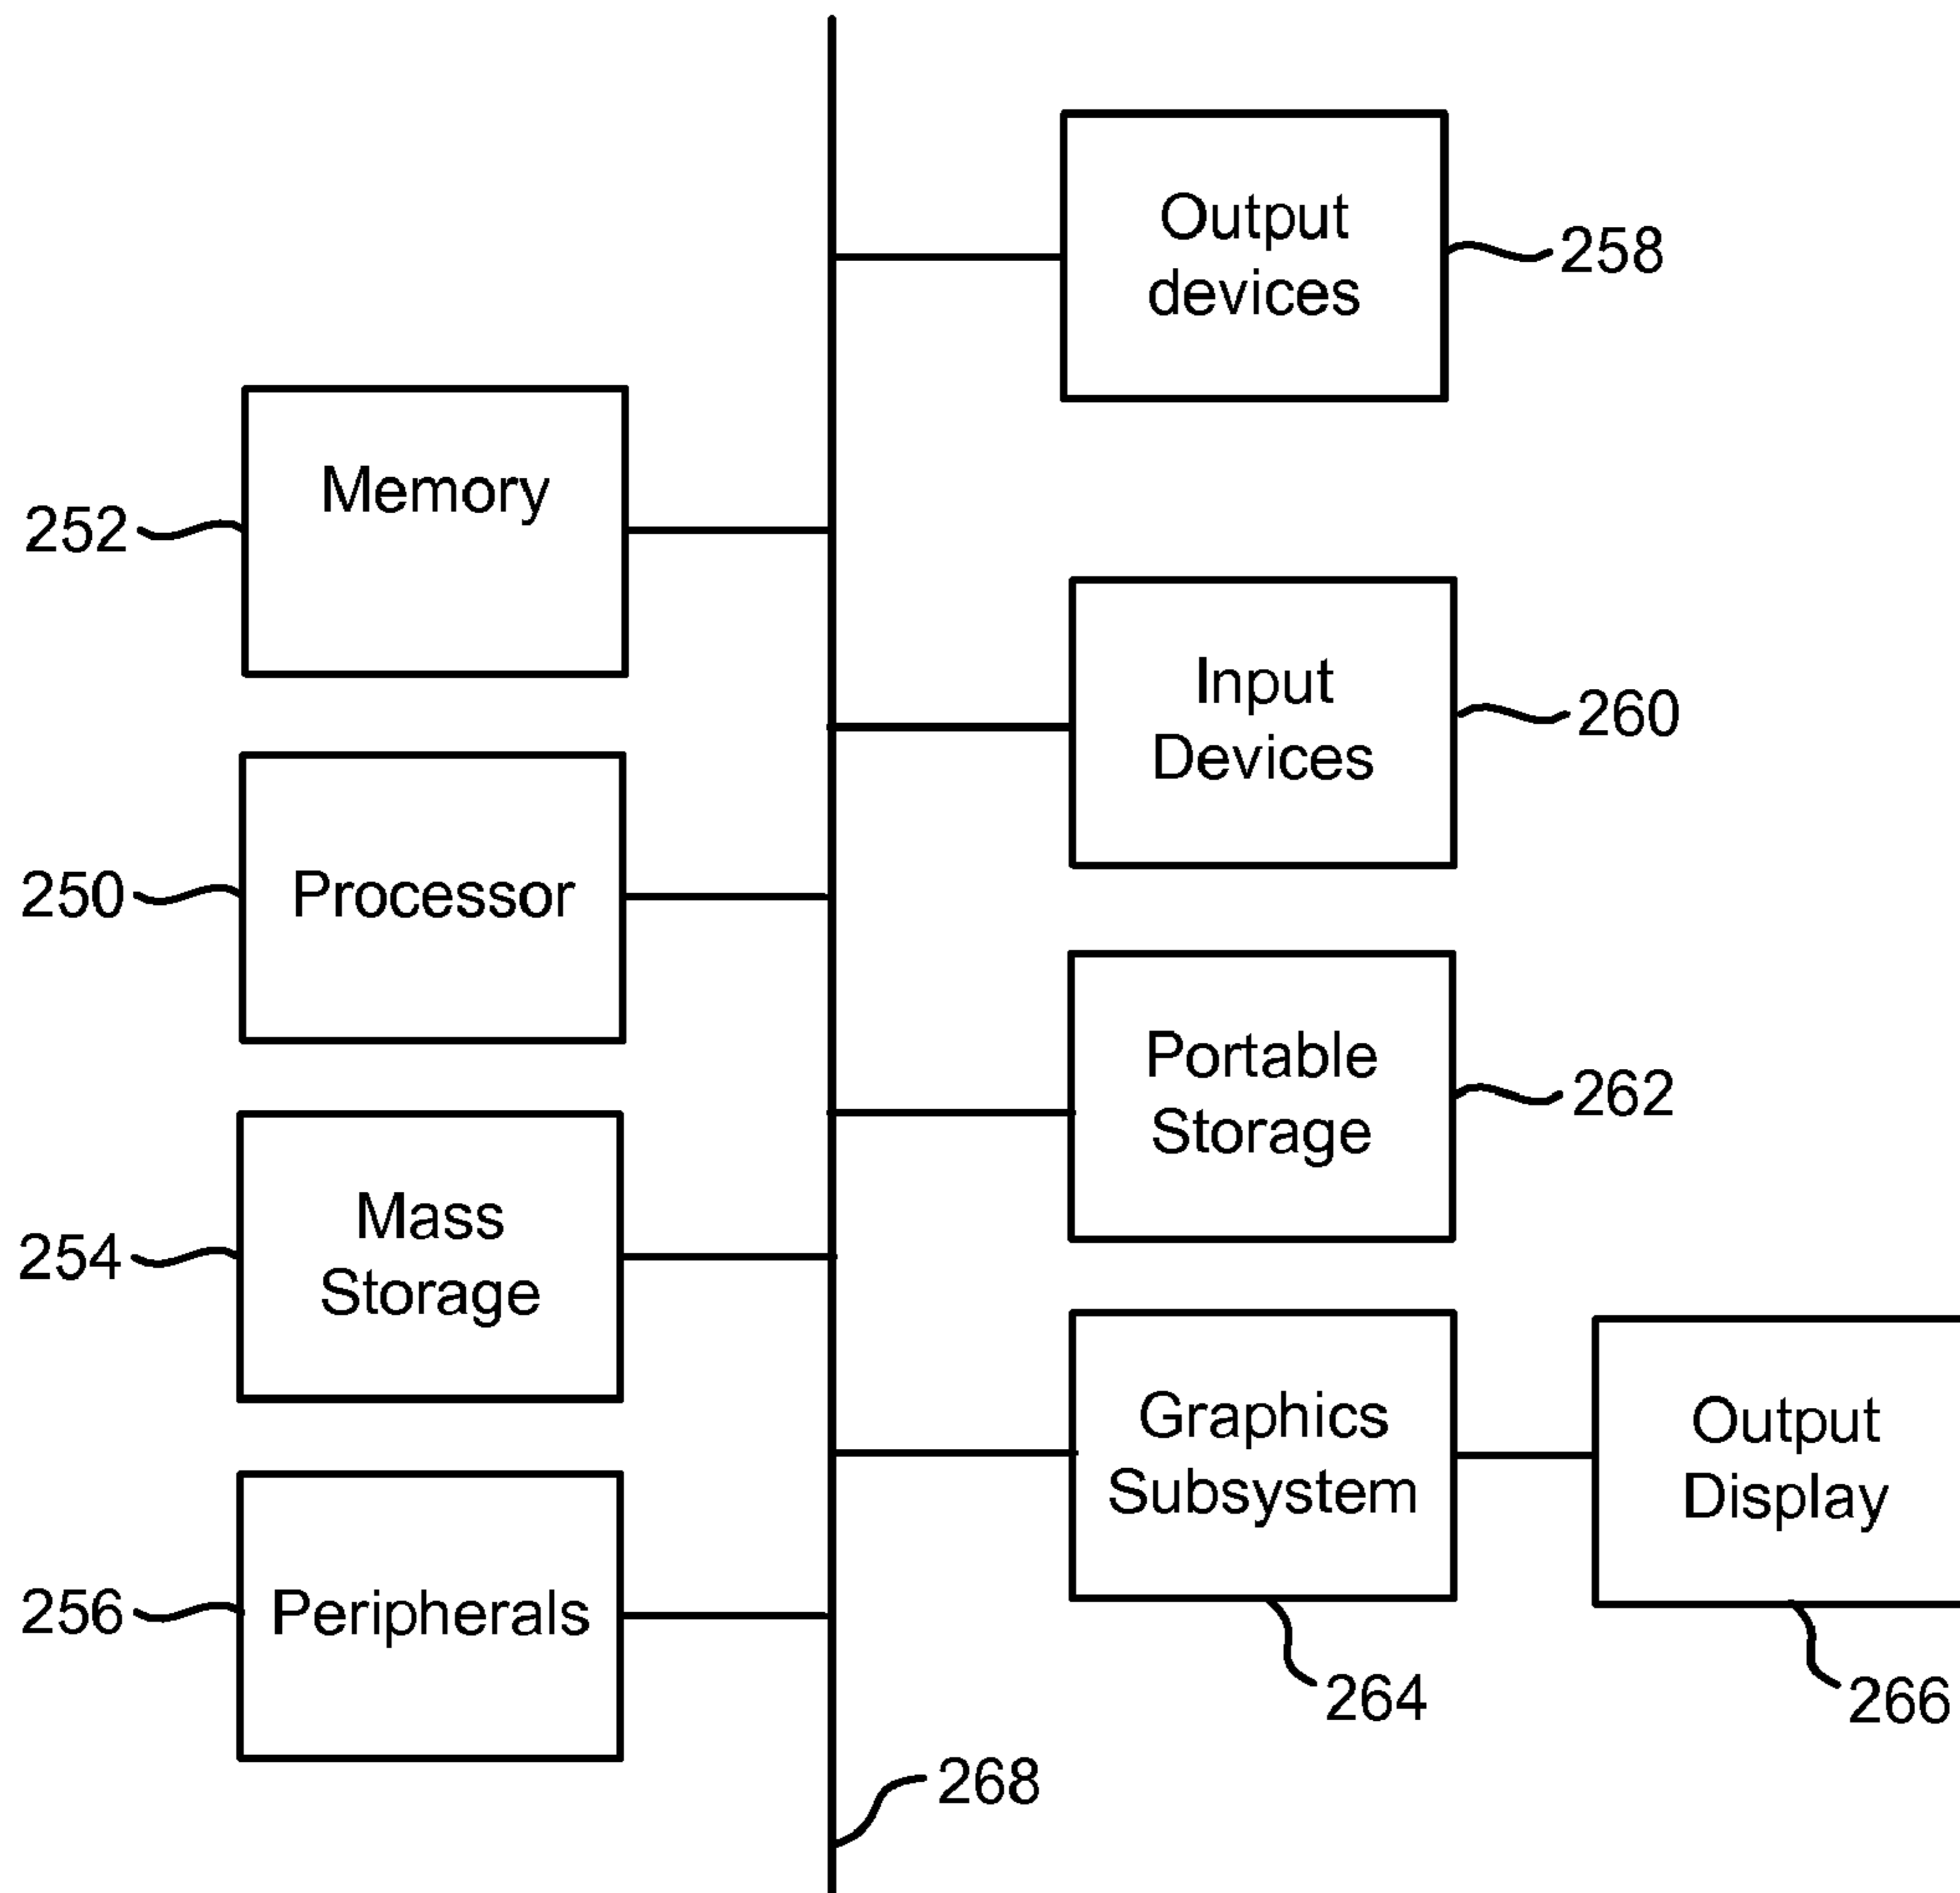 Output
devices
258
Memory
252
Input
Devices
260
250
Processor
Portable
Storage
262
Mass
Storage
254
Graphics
Subsystem
Output
Display
256
Peripherals
264
266
268